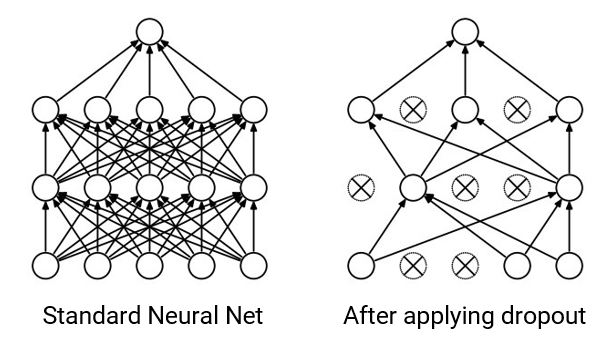 Standard Neural Net
After applying dropout